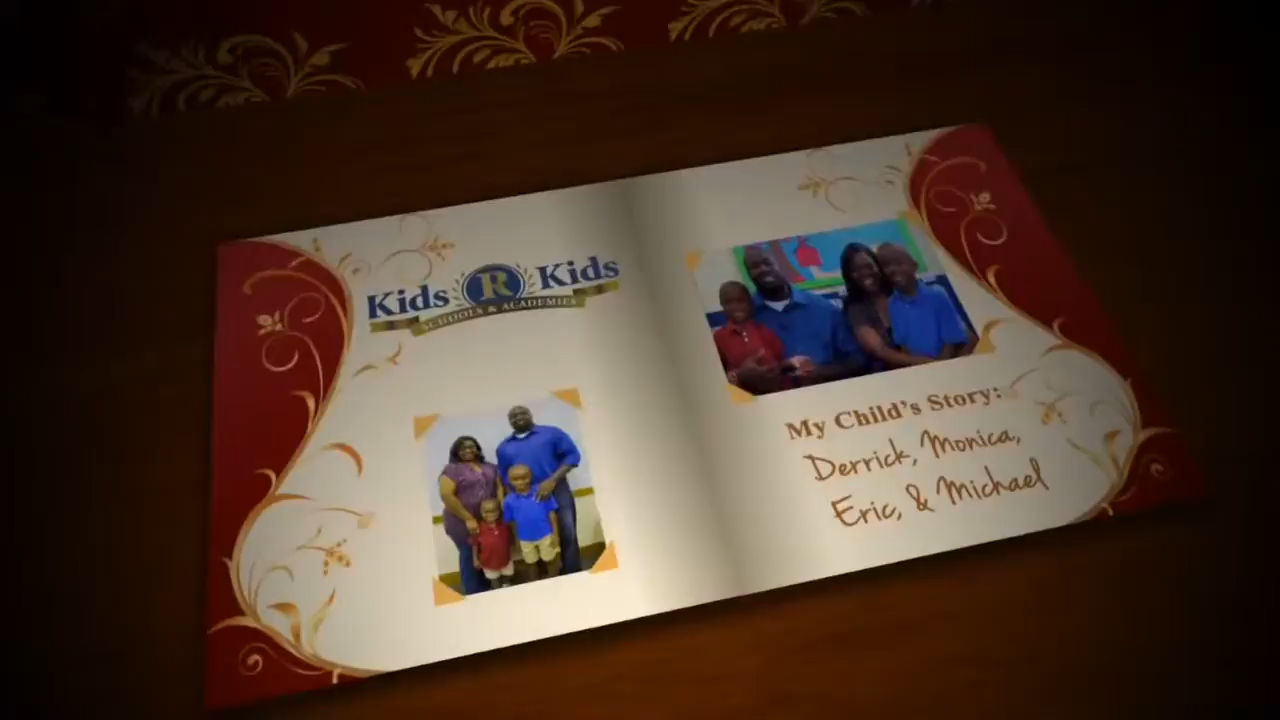 Kids R Kids
SCHOOLS & ACADEMIES
My Child's Story:
Derrick, Monica,
Eric, & Michael